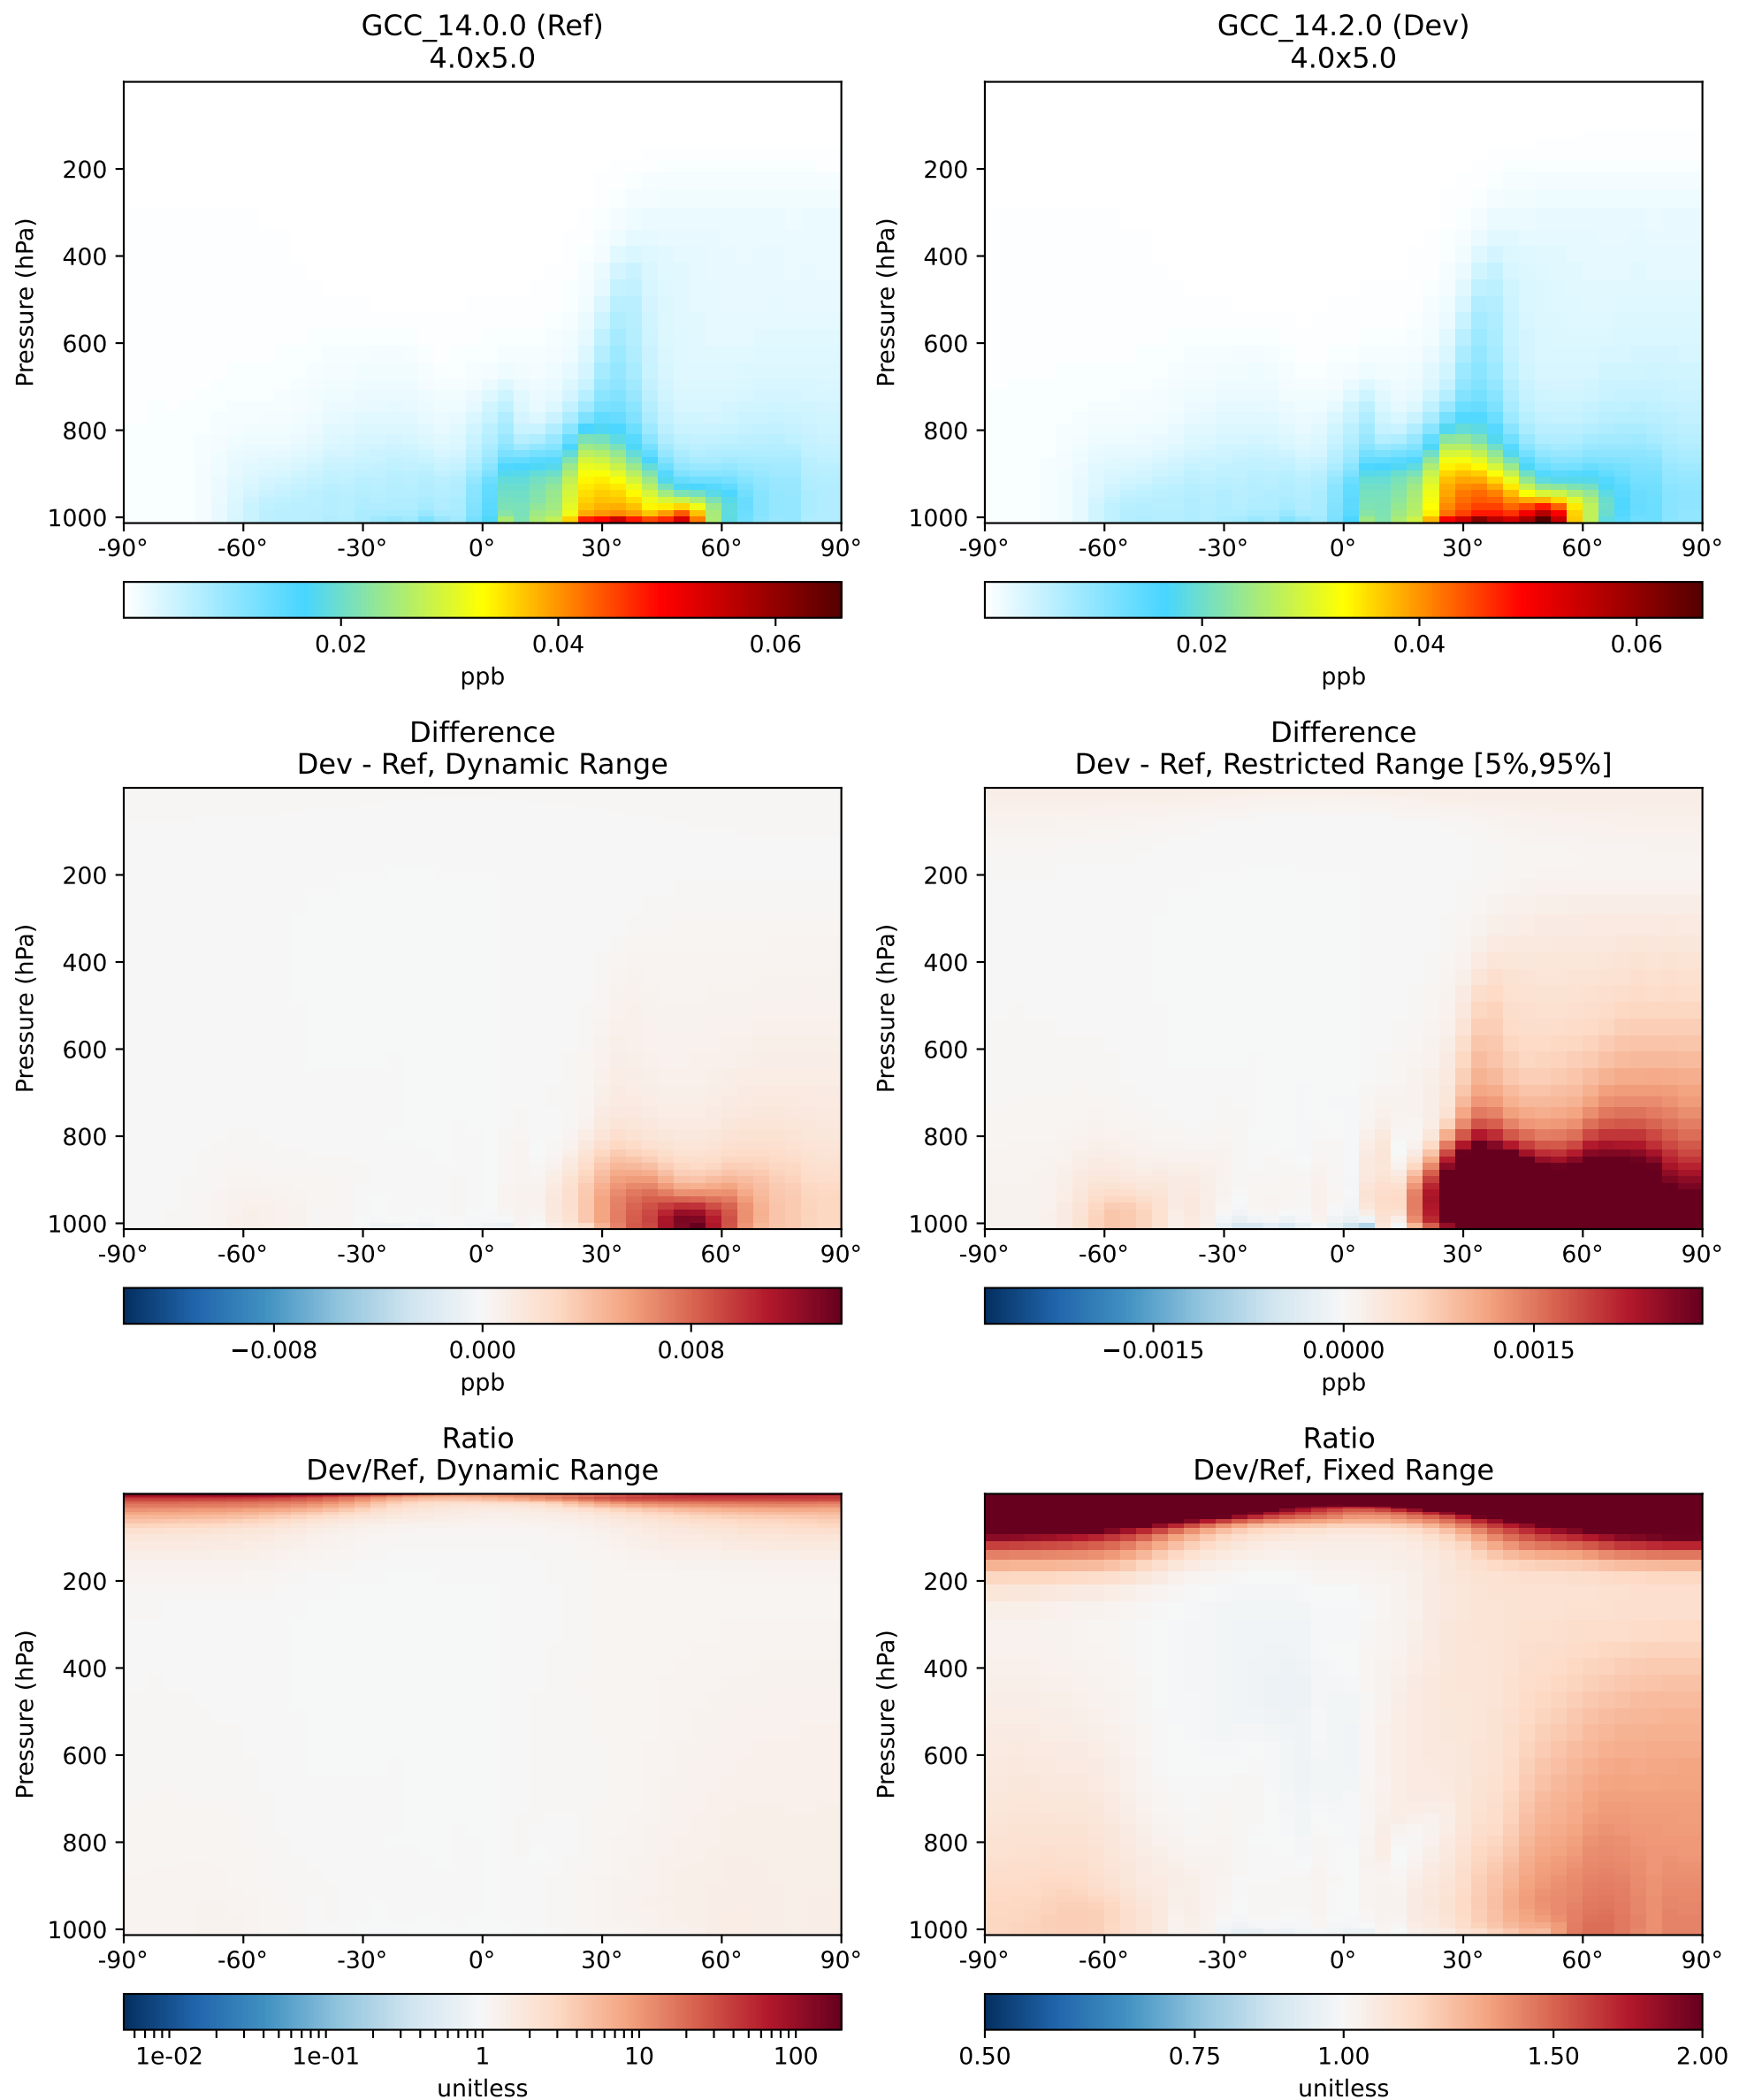 GCC_14.0.0 (Ref)
4.0x5.0
Pressure (hPa)
200
400
600
800
1000
-90° -60° -30° 0° 30° 60° 90°
0.02 0.04 0.06
ppb
GCC_14.2.0 (Dev)
4.0x5.0
Pressure (hPa)
200
400
600
800
1000
-90° -60° -30° 0° 30° 60° 90°
0.02 0.04 0.06
ppb
Difference
Dev - Ref, Dynamic Range
Pressure (hPa)
200
400
600
800
1000
-90° -60° -30° 0° 30° 60° 90°
−0.008 0.000 0.008
ppb
Difference
Dev - Ref, Restricted Range [5%,95%]
Pressure (hPa)
200
400
600
800
1000
-90° -60° -30° 0° 30° 60° 90°
−0.0015 0.0000 0.0015
ppb
Ratio
Dev/Ref, Dynamic Range
Pressure (hPa)
200
400
600
800
1000
-90° -60° -30° 0° 30° 60° 90°
1e-02 1e-01 1 10 100
unitless
Ratio
Dev/Ref, Fixed Range
Pressure (hPa)
200
400
600
800
1000
-90° -60° -30° 0° 30° 60° 90°
0.50 0.75 1.00 1.50 2.00
unitless